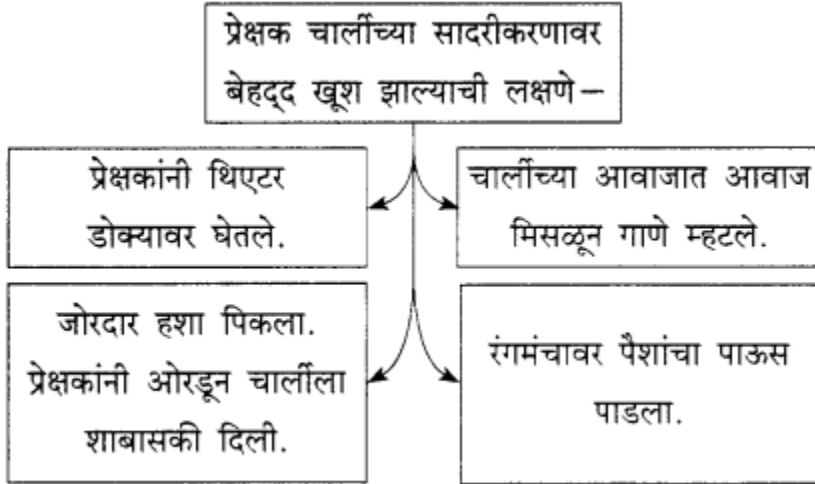 प्रेक्षक चार्लीच्या सादरीकरणावर
बेहद्द खूश झाल्याची लक्षणे –
प्रेक्षकांनी थिएटर
डोक्यावर घेतले.
चार्लीच्या आवाजात आवाज
मिसळून गाणे म्हटले.
जोरदार हशा पिकला.
प्रेक्षकांनी ओरडून चार्लीला
शाबासकी दिली.
रंगमंचावर पैशांचा पाऊस
पाडला.